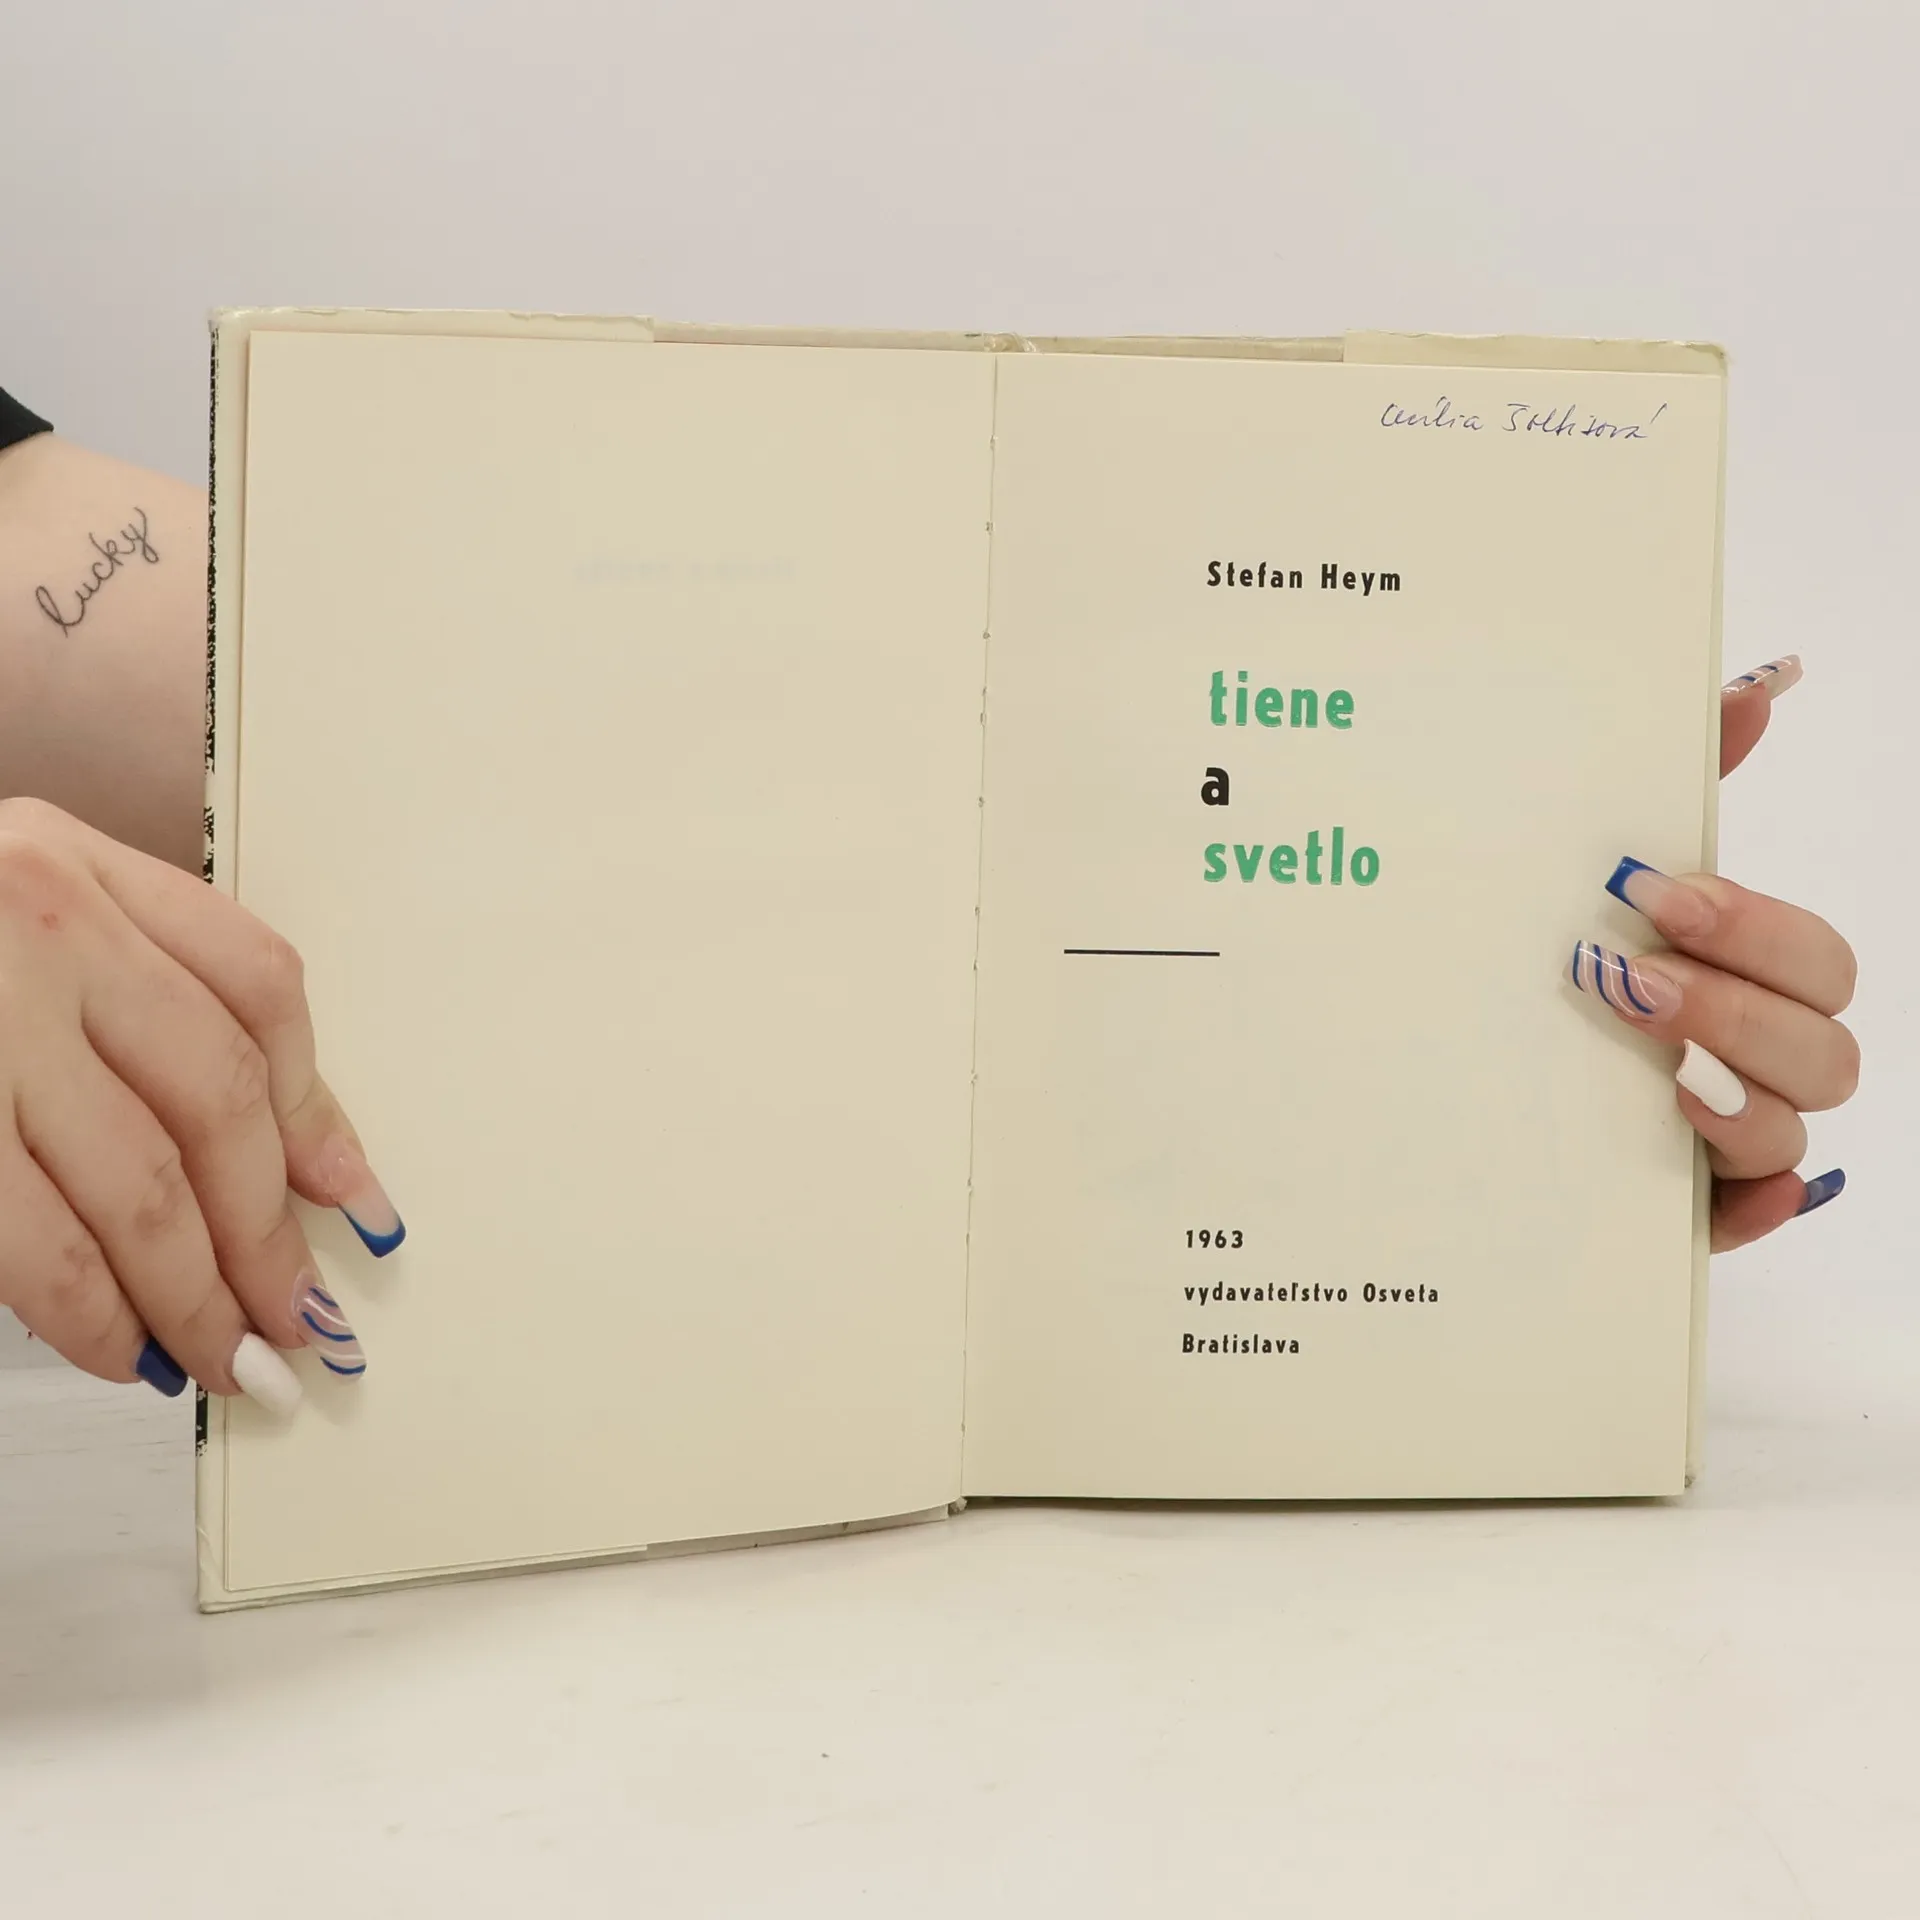 lucky
Stefan Heym
tiene
a
svetlo
1963
vydavateľstvo Osveta
Bratislava